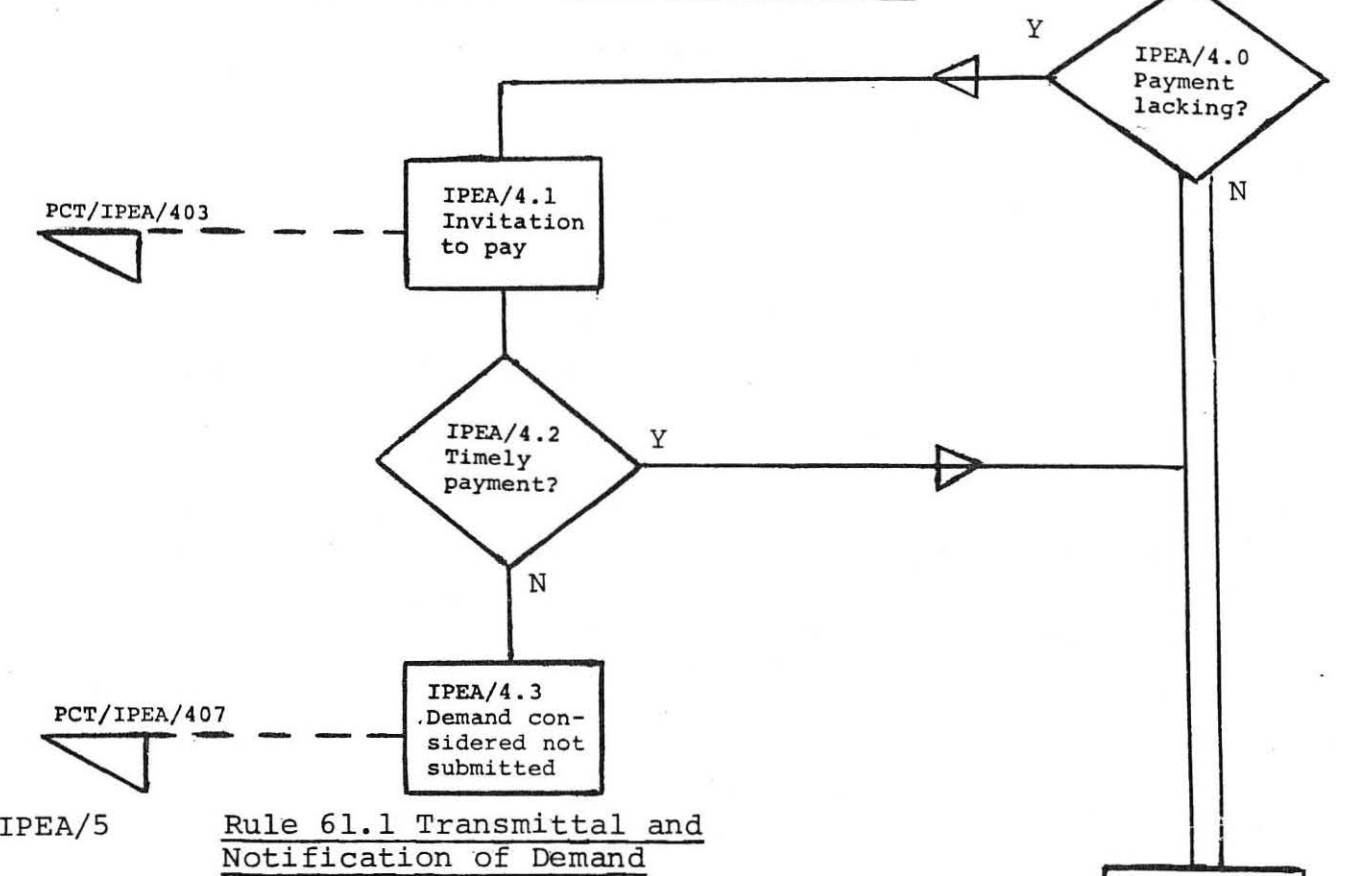 Y
IPEA/4.0
Payment
lacking?
N
IPEA/4.1
Invitation
to pay
PCT/IPEA/403
IPEA/4.2
Timely
payment?
Y
N
IPEA/4.3
Demand con-
sidered not
submitted
PCT/IPEA/407
IPEA/5
Rule 61.1 Transmittal and
Notification of Demand